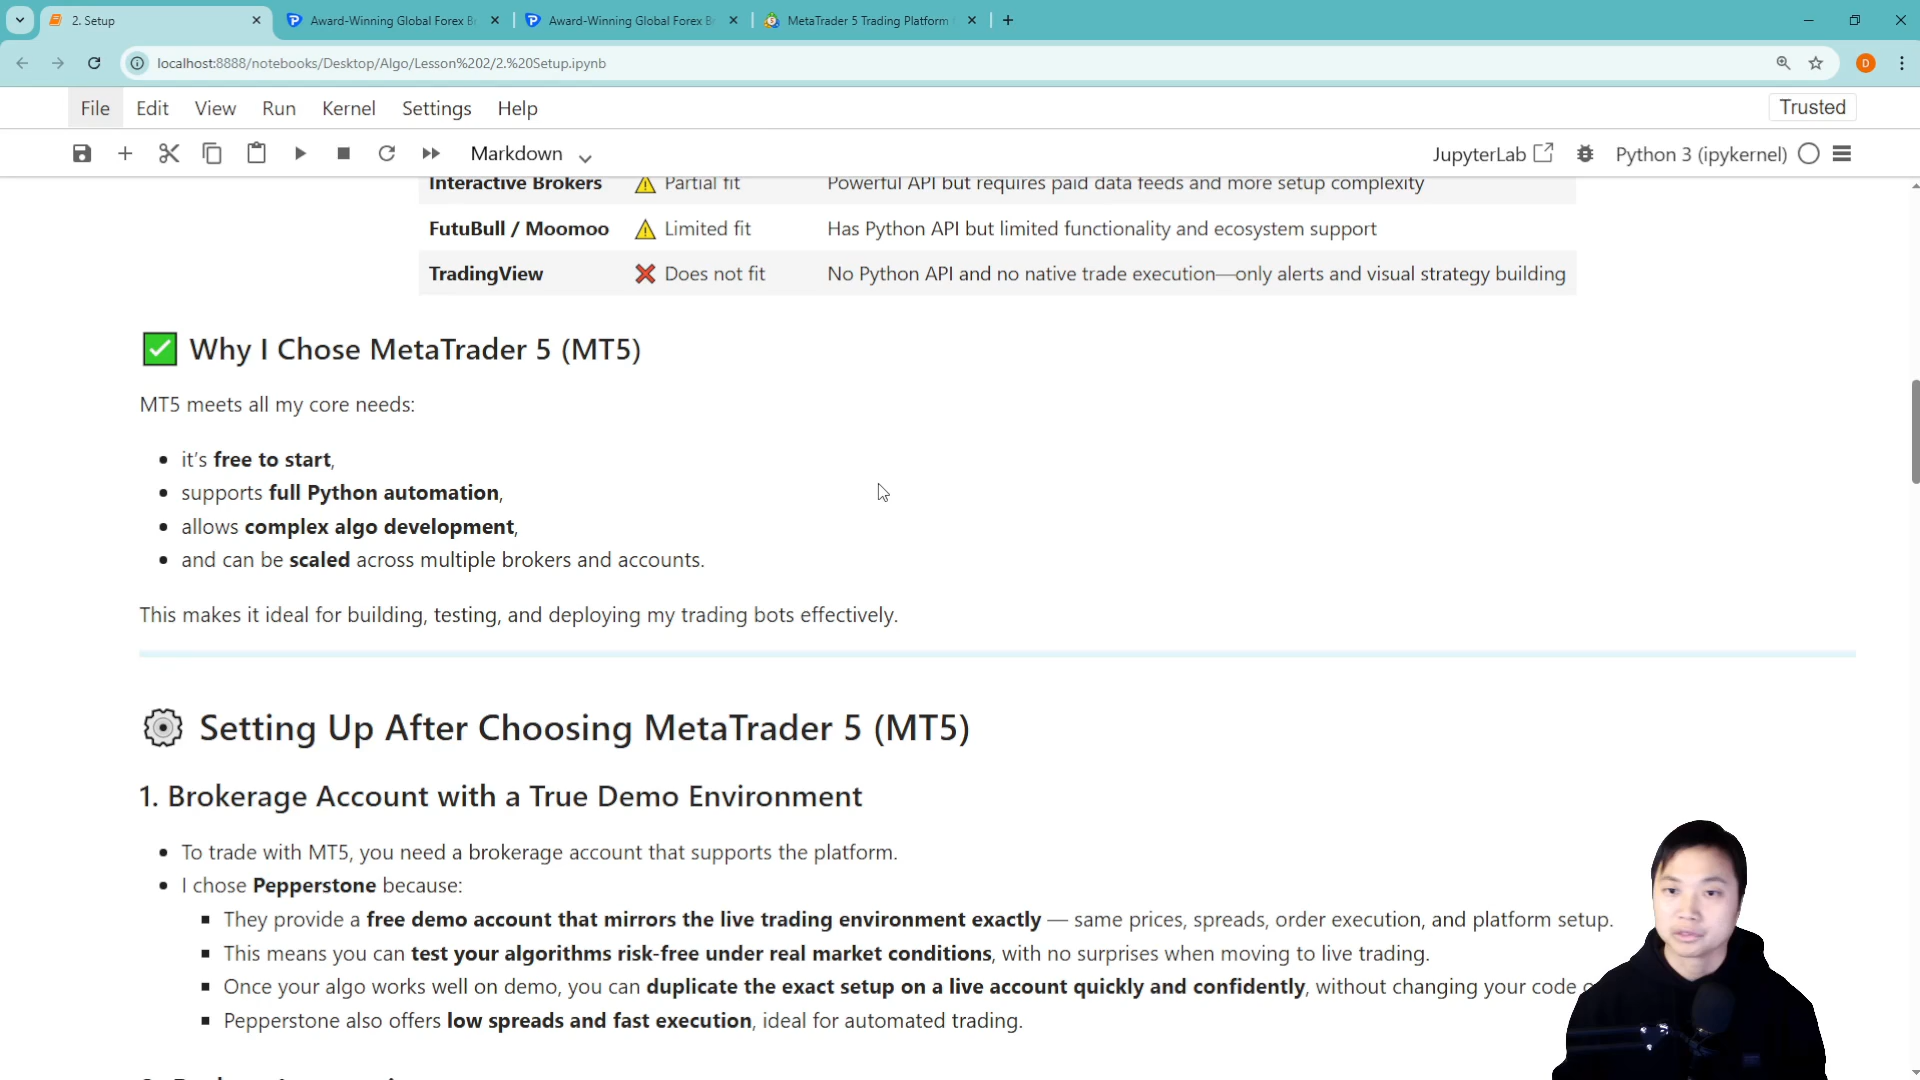 2. Setup
Award-Winning Global Forex Br
Award-Winning Global Forex Br
MetaTrader 5 Trading Platform
localhost:8888/notebooks/Desktop/Algo/Lesson%202/2.%20Setup.ipynb
D
File Edit View Run Kernel Settings Help
Trusted
Markdown
JupyterLab
Python 3 (ipykernel)
Interactive Brokers Partial fit Powerful API but requires paid data feeds and more setup complexity
FutuBull / Moomoo Limited fit Has Python API but limited functionality and ecosystem support
TradingView Does not fit No Python API and no native trade execution—only alerts and visual strategy building
Why I Chose MetaTrader 5 (MT5)
MT5 meets all my core needs:
it's free to start,
supports full Python automation,
allows complex algo development,
and can be scaled across multiple brokers and accounts.
This makes it ideal for building, testing, and deploying my trading bots effectively.
Setting Up After Choosing MetaTrader 5 (MT5)
1. Brokerage Account with a True Demo Environment
To trade with MT5, you need a brokerage account that supports the platform.
I chose Pepperstone because:
They provide a free demo account that mirrors the live trading environment exactly — same prices, spreads, order execution, and platform setup.
This means you can test your algorithms risk-free under real market conditions, with no surprises when moving to live trading.
Once your algo works well on demo, you can duplicate the exact setup on a live account quickly and confidently, without changing your code
Pepperstone also offers low spreads and fast execution, ideal for automated trading.